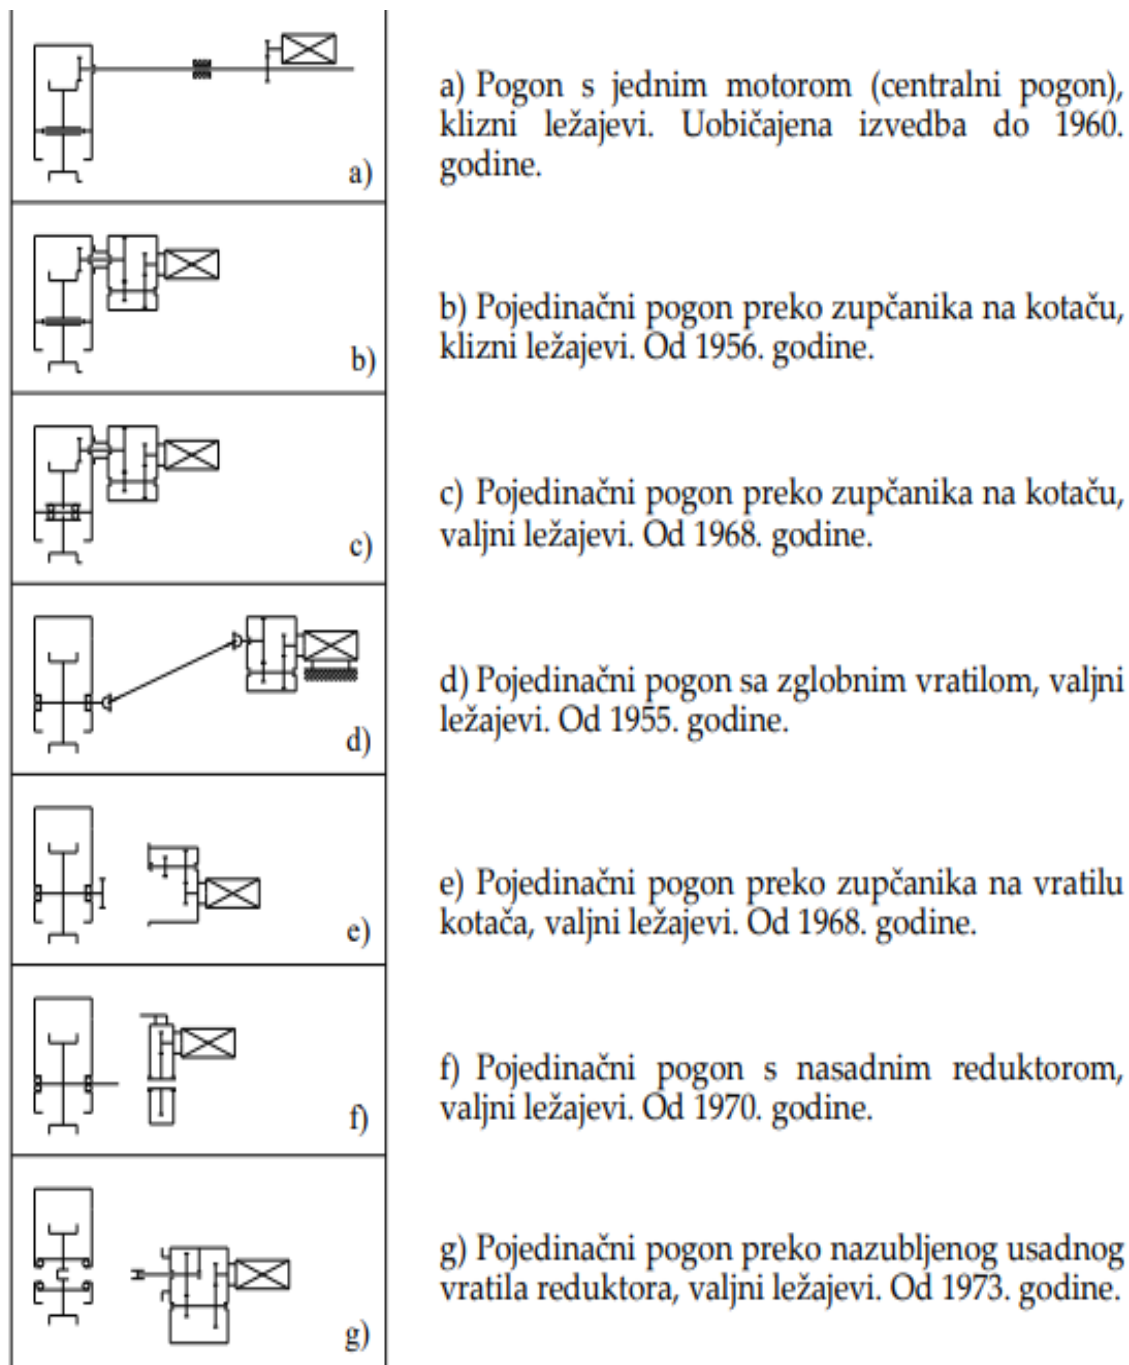 a) Pogon s jednim motorom (centralni pogon),
klizni ležajevi. Uobičajena izvedba do 1960.
godine.
a)
b) Pojedinačni pogon preko zupčanika na kotaču,
klizni ležajevi. Od 1956. godine.
b)
c) Pojedinačni pogon preko zupčanika na kotaču,
valjni ležajevi. Od 1968. godine.
c)
d) Pojedinačni pogon sa zglobnim vratilom, valjni
ležajevi. Od 1955. godine.
d)
e) Pojedinačni pogon preko zupčanika na vratilu
kotača, valjni ležajevi. Od 1968. godine.
e)
f) Pojedinačni pogon s nasadnim reduktorom,
valjni ležajevi. Od 1970. godine.
f)
g) Pojedinačni pogon preko nazubljenog usadnog
vratila reduktora, valjni ležajevi. Od 1973. godine.
g)